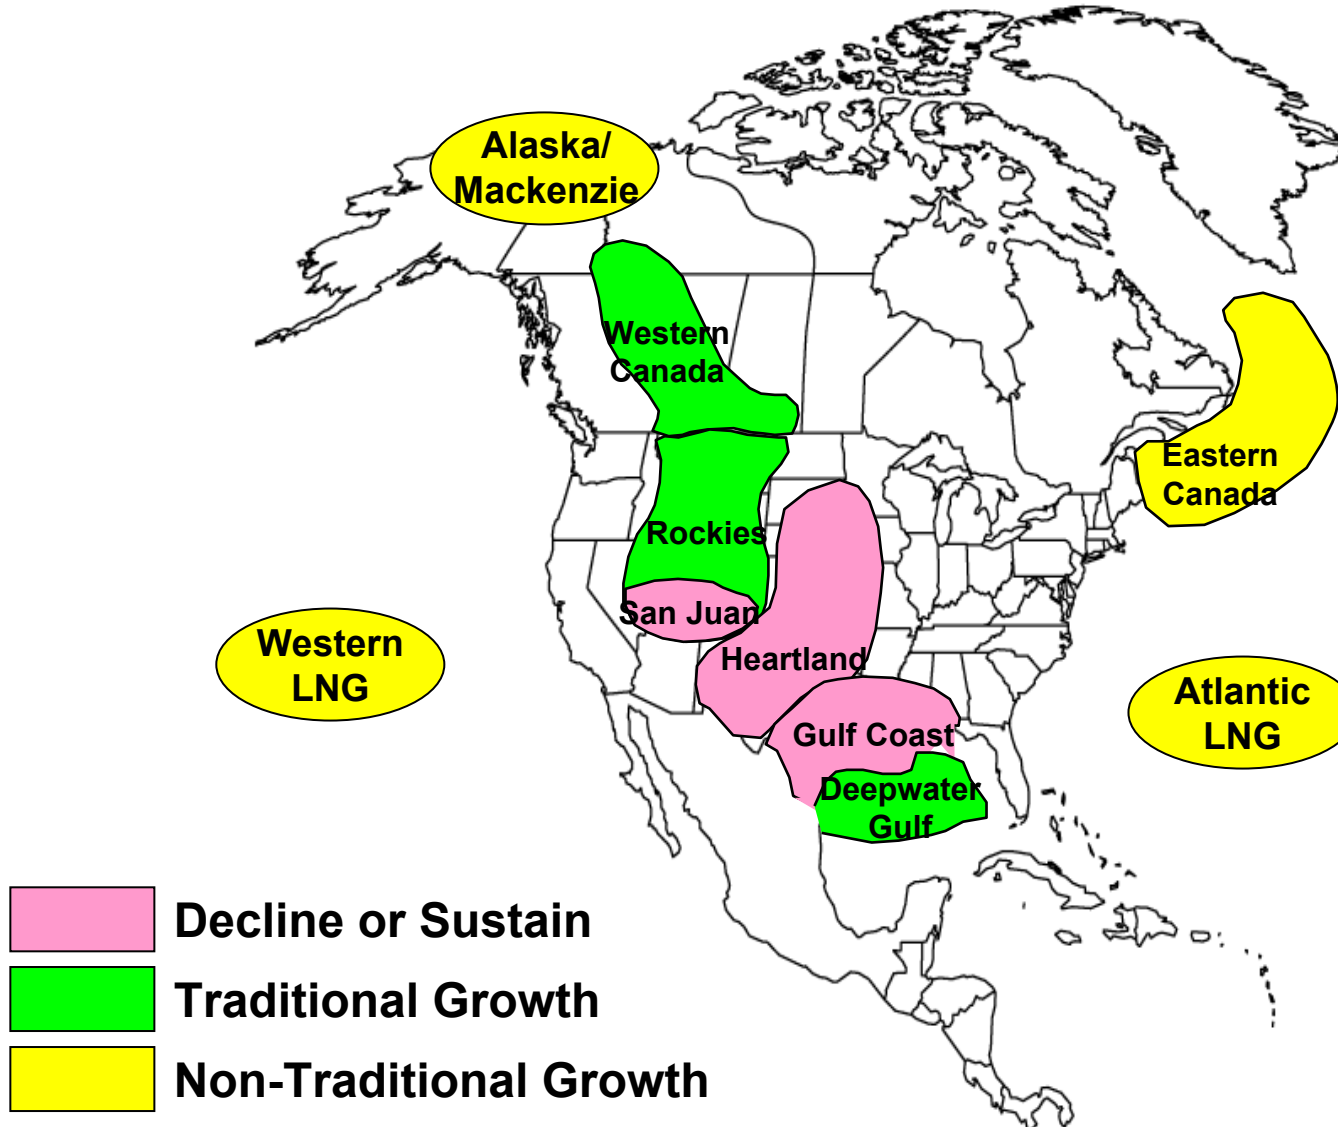 Alaska/
Mackenzie
Western
Canada
Eastern
Canada
Rockies
San Juan
Western
LNG
Heartland
Atlantic
LNG
Gulf Coast
Deepwater
Gulf
Decline or Sustain
Traditional Growth
Non-Traditional Growth